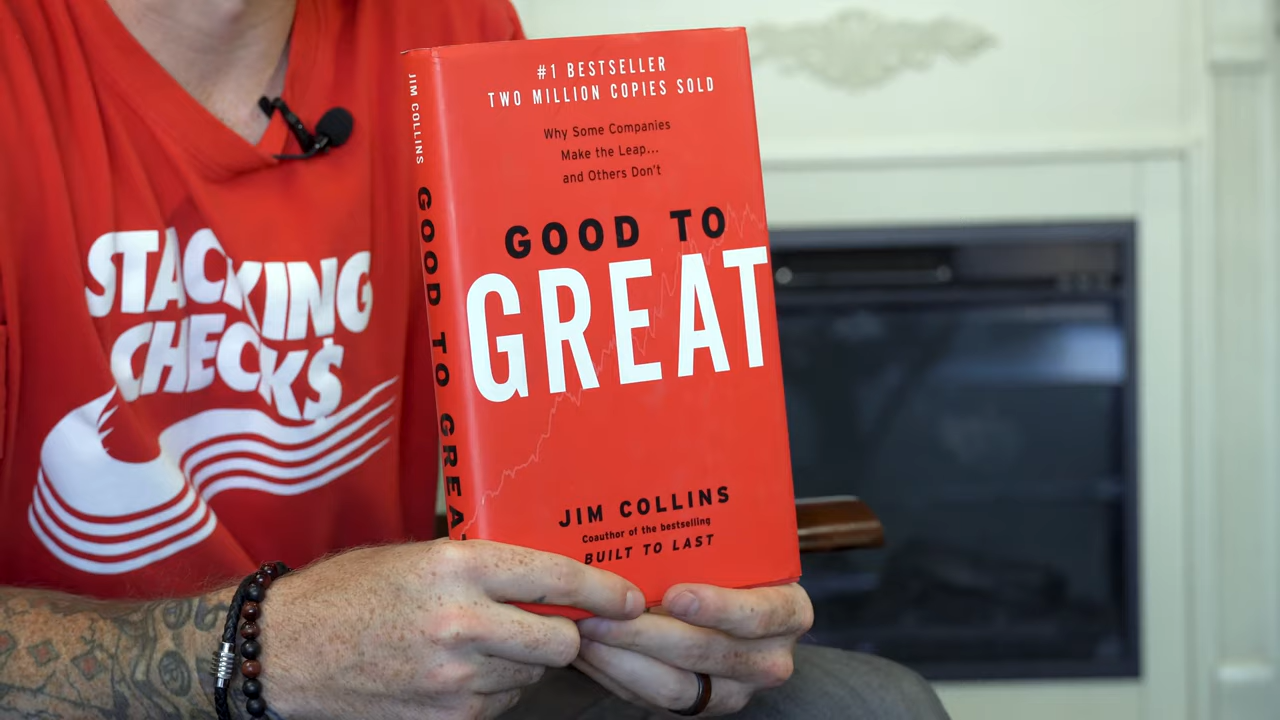 STACKING
CHECK$
JIM COLLINS
GOOD TO GREAT
#1 BESTSELLER
TWO MILLION COPIES SOLD
Why Some Companies
Make the Leap...
and Others Don't
GOOD TO
GREAT
JIM COLLINS
Coauthor of the bestselling
BUILT TO LAST